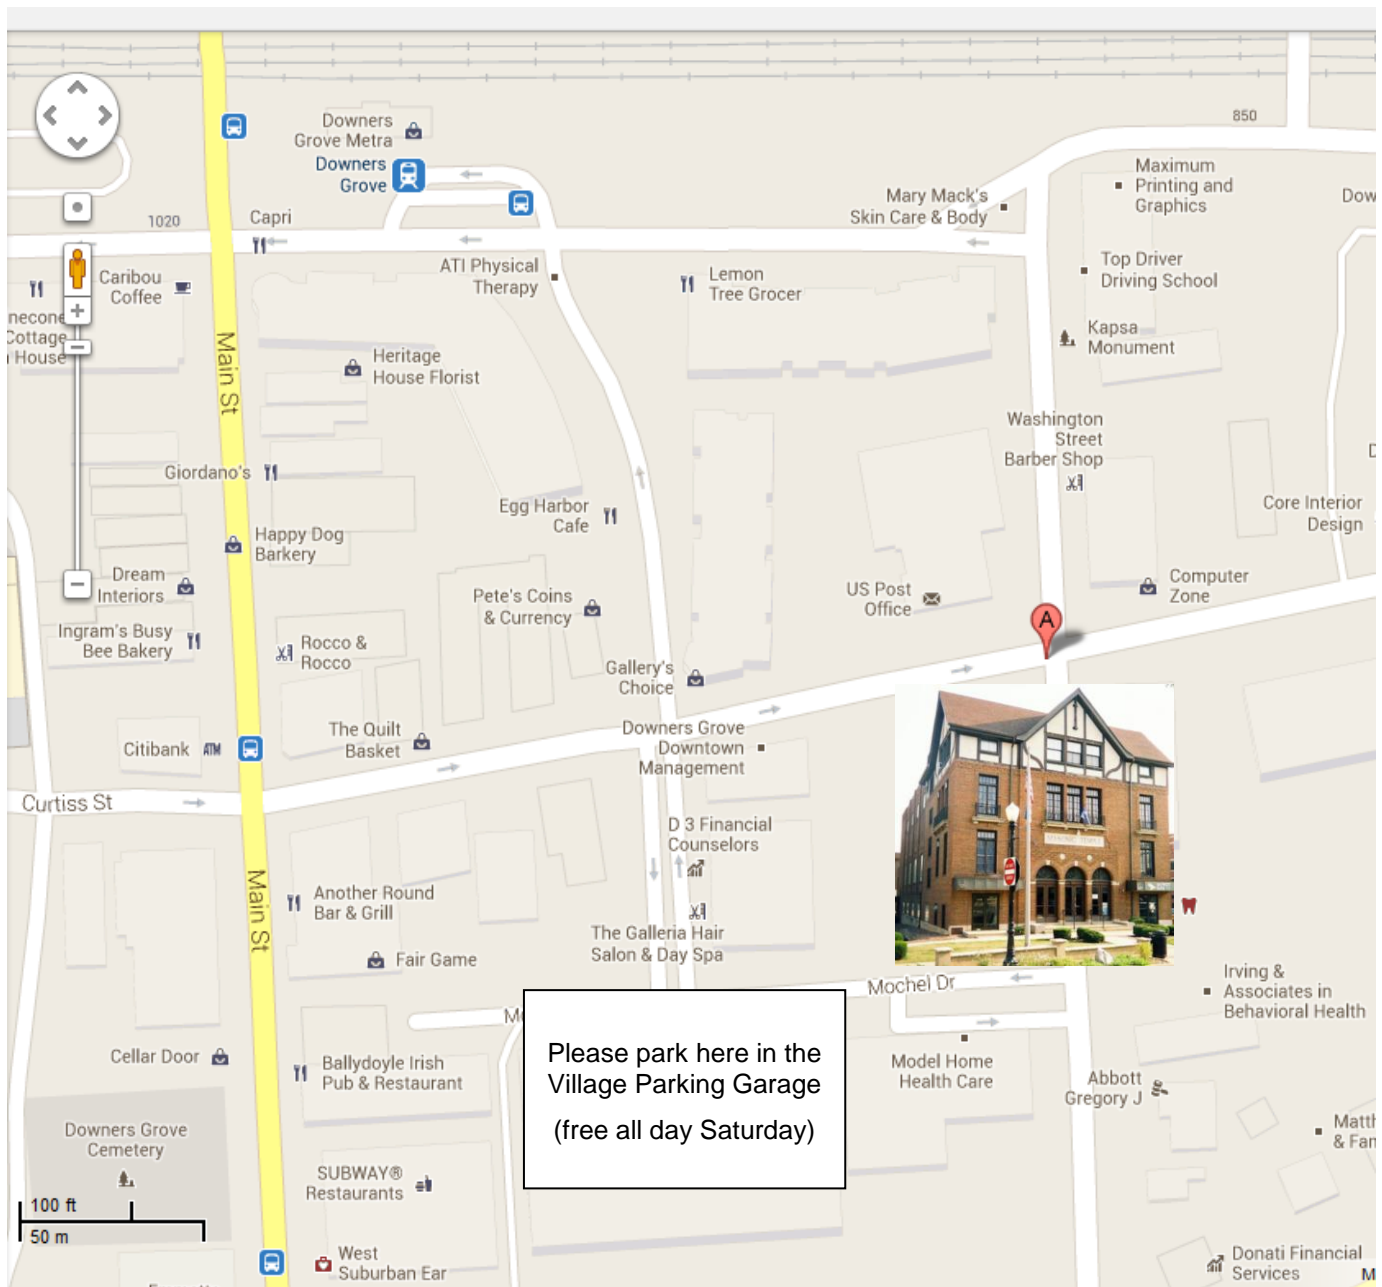 850
Downers
Grove Metra
Downers
Grove
Maximum
Printing and
Graphics
Mary Mack's
Skin Care & Body
Dow
1020
Capri
ATI Physical
Therapy
Lemon
Tree Grocer
Top Driver
Driving School
Caribou
Coffee
necone
Cottage
House
Main St
Heritage
House Florist
Kapsa
Monument
Washington
Street
Barber Shop
Giordano's
Egg Harbor
Cafe
Core Interior
Design
Happy Dog
Barkery
Dream
Interiors
Pete's Coins
& Currency
US Post
Office
Computer
Zone
A
Ingram's Busy
Bee Bakery
Rocco &
Rocco
Gallery's
Choice
The Quilt
Basket
Downers Grove
Downtown
Management
Citibank
ATM
Curtiss St
D 3 Financial
Counselors
MASONIC TEMPLE
Main St
Another Round
Bar & Grill
The Galleria Hair
Salon & Day Spa
Fair Game
Mochel Dr
Irving &
Associates in
Behavioral Health
Please park here in the
Village Parking Garage
(free all day Saturday)
Cellar Door
Ballydoyle Irish
Pub & Restaurant
Model Home
Health Care
Abbott
Gregory J
Downers Grove
Cemetery
Matth
& Fan
SUBWAY®
Restaurants
100 ft
50 m
West
Suburban Ear
Donati Financial
Services